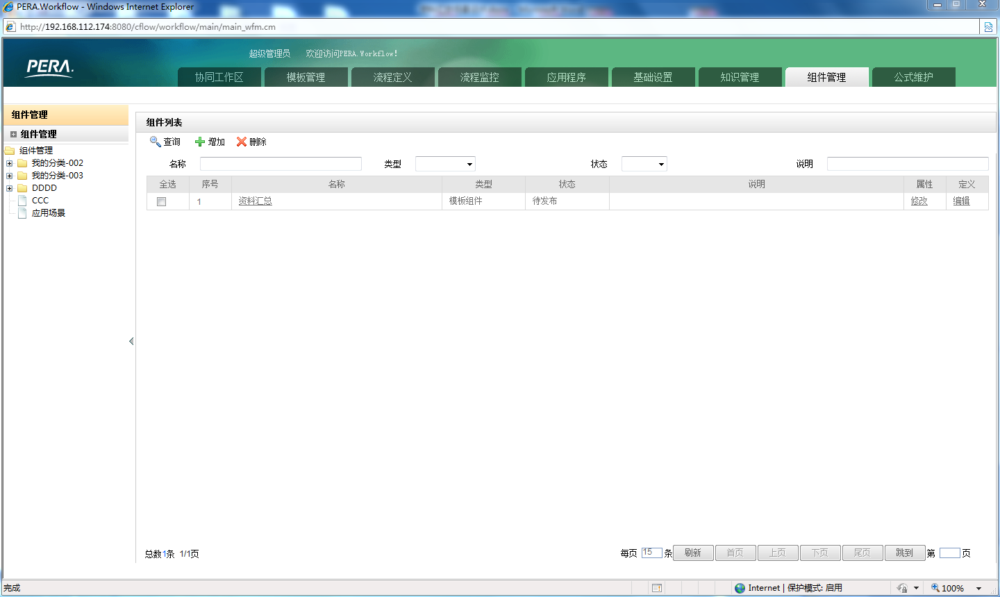 PERA.Workflow - Windows Internet Explorer
http://192.168.112.174:8080/cflow/workflow/main/main_wfm.cm
超级管理员 欢迎访问PERA.Workflow!
PERA.
协同工作区 模板管理 流程定义 流程监控 应用程序 基础设置 知识管理 组件管理 公式维护
组件管理
组件管理
组件管理
我的分类-002
我的分类-003
DDDD
CCC
应用场景
组件列表
查询 增加 删除
名称 类型 状态 说明
全选 序号 名称 类型 状态 说明 属性 定义
1 资料汇总 模板组件 待发布 修改 编辑
总数1条 1/1页 每页 15 条 刷新 首页 上页 下页 尾页 跳到 第 页
完成 Internet | 保护模式: 启用 100%